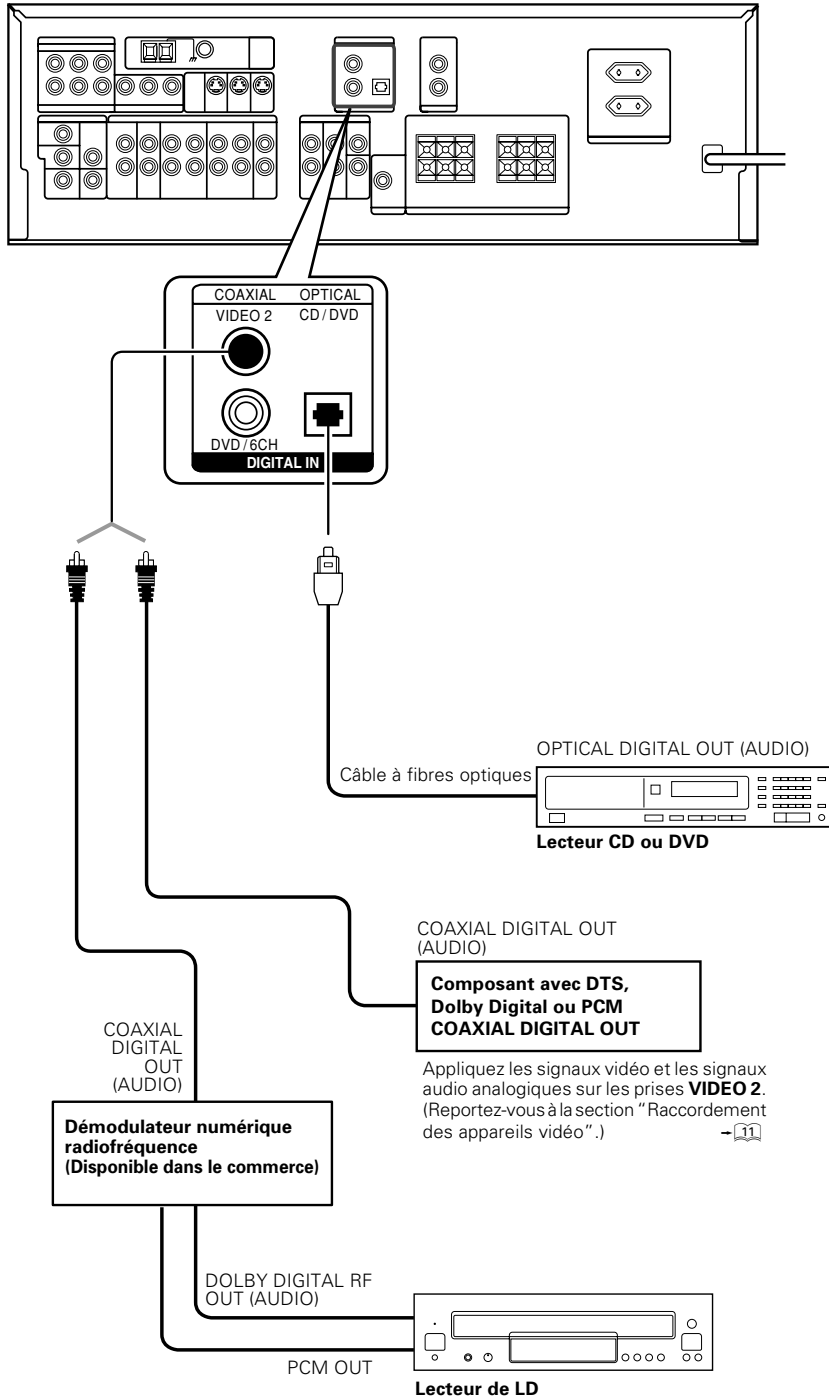 COAXIAL OPTICAL
VIDEO 2 CD/DVD
DVD/6CH
DIGITAL IN
OPTICAL DIGITAL OUT (AUDIO)
Câble à fibres optiques
Lecteur CD ou DVD
COAXIAL DIGITAL OUT
(AUDIO)
Composant avec DTS,
Dolby Digital ou PCM
COAXIAL DIGITAL OUT
Appliquez les signaux vidéo et les signaux
audio analogiques sur les prises VIDEO 2.
(Reportez-vous à la section “Raccordement
des appareils vidéo”.) →11
COAXIAL
DIGITAL
OUT
(AUDIO)
Démodulateur numérique
radiofréquence
(Disponible dans le commerce)
DOLBY DIGITAL RF
OUT (AUDIO)
PCM OUT
Lecteur de LD